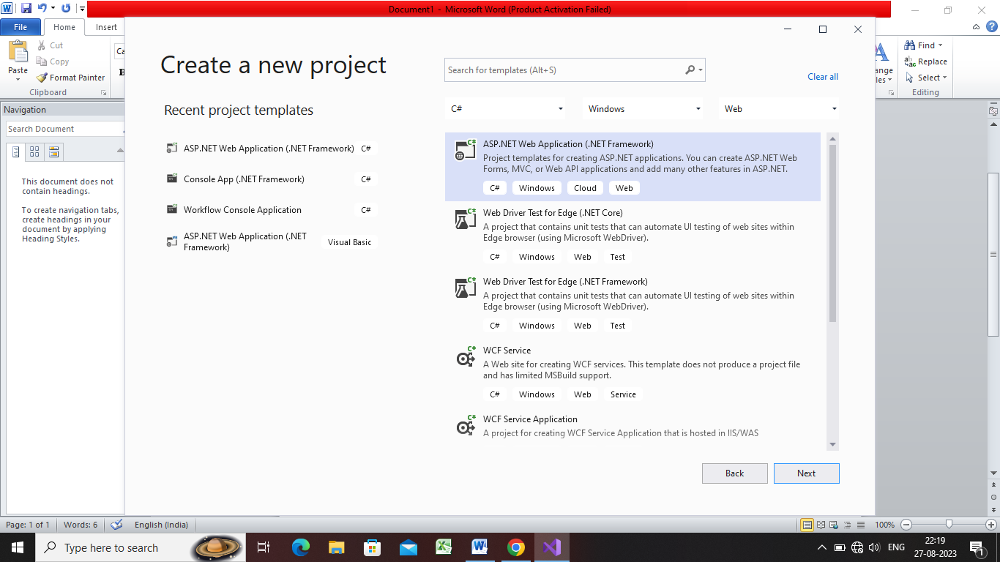 Document1 - Microsoft Word (Product Activation Failed)
File
Home
Insert
Cut
Copy
Paste
Format Painter
Clipboard
Ca
B
Find
Replace
Select
Editing
ange
les
Navigation
Search Document
This document does not
contain headings.
To create navigation tabs,
create headings in your
document by applying
Heading Styles.
Create a new project
Search for templates (Alt+S)
Clear all
Recent project templates
C#
Windows
Web
ASP.NET Web Application (.NET Framework) C#
Console App (.NET Framework) C#
Workflow Console Application C#
ASP.NET Web Application (.NET
Framework)
Visual Basic
ASP.NET Web Application (.NET Framework)
Project templates for creating ASP.NET applications. You can create ASP.NET Web
Forms, MVC, or Web API applications and add many other features in ASP.NET.
C# Windows Cloud Web
Web Driver Test for Edge (.NET Core)
A project that contains unit tests that can automate UI testing of web sites within
Edge browser (using Microsoft WebDriver).
C# Windows Web Test
Web Driver Test for Edge (.NET Framework)
A project that contains unit tests that can automate UI testing of web sites within
Edge browser (using Microsoft WebDriver).
C# Windows Web Test
WCF Service
A Web site for creating WCF services. This template does not produce a project file
and has limited MSBuild support.
C# Windows Web Service
WCF Service Application
A project for creating WCF Service Application that is hosted in IIS/WAS
Back
Next
Page: 1 of 1
Words: 6
English (India)
100%
Type here to search
ENG
22:19
27-08-2023
1